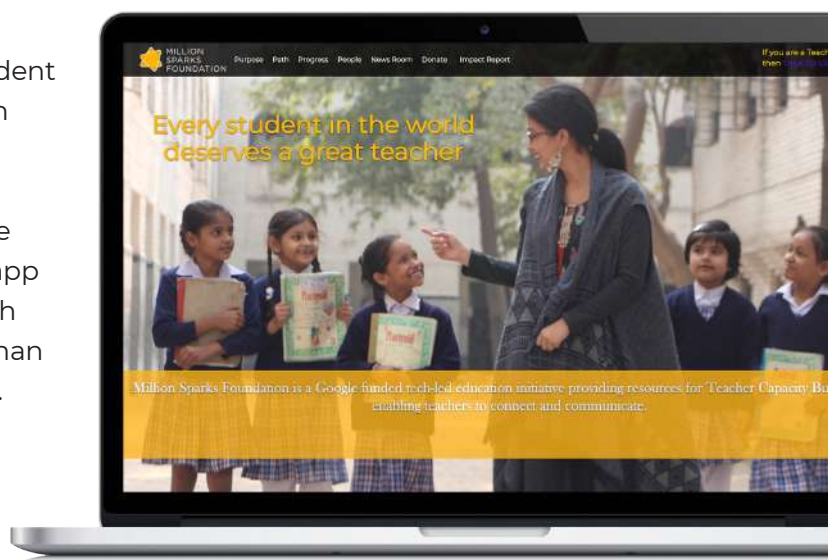 dent
n
e
app
h
han
.
MILLION
SPARKS
FOUNDATION
Purpose Path Progress People News Room Donate Impact Report
If you are a Teach
then
Every student in the world
deserves a great teacher
Million Sparks Foundation is a Google funded tech-led education initiative providing resources for Teacher Capacity Bu
enabling teachers to connect and communicate.